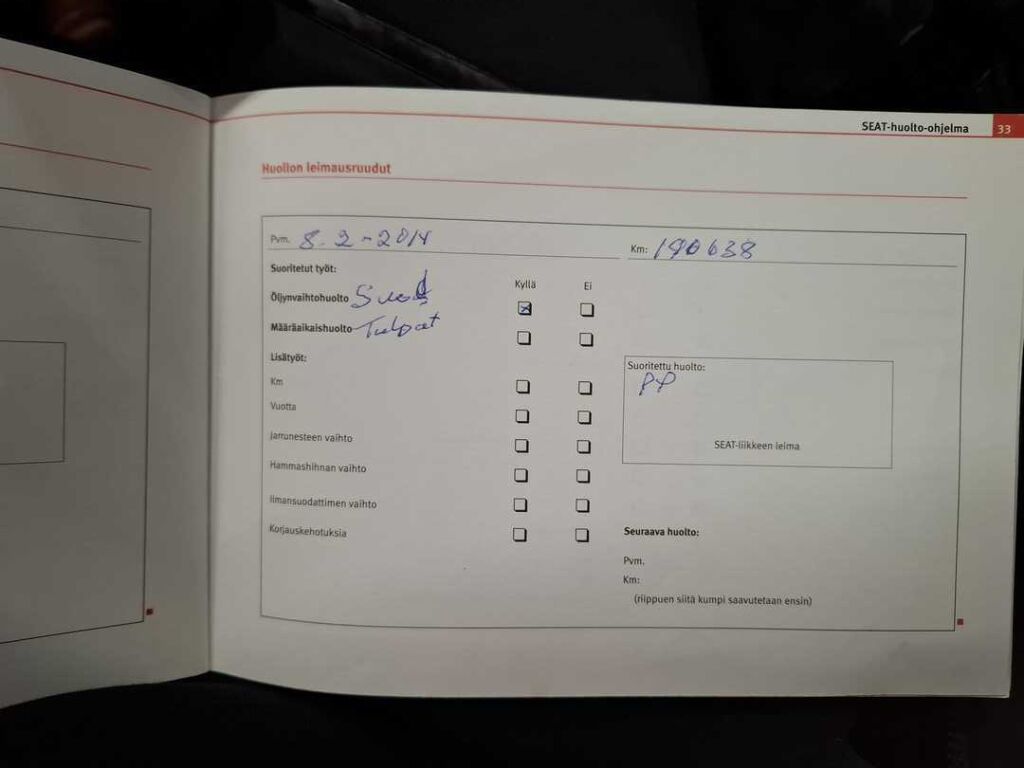 SEAT-huolto-ohjelma 33
Huollon leimausruudut
Pvm. 8.2-2014 Km: 190638
Suoritetut työt:
Kyllä Ei
Öljynvaihtohuolto
Määräaikaishuolto Tulpat
Lisätyöt:
Km
Vuotta
Jarrunesteen vaihto
Hammashihnan vaihto
Ilmansuodattimen vaihto
Korjauskehotuksia
Suoritettu huolto:
PP
SEAT-liikkeen leima
Seuraava huolto:
Pvm.
Km:
(riippuen siitä kumpi saavutetaan ensin)